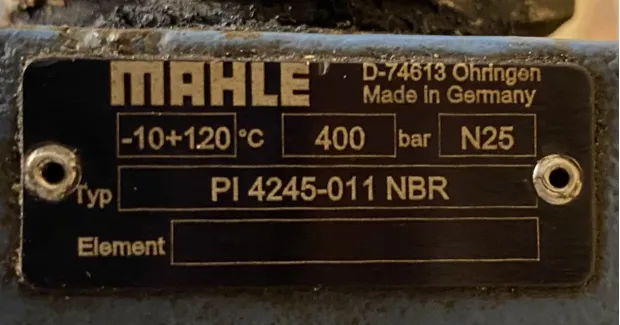 MAHLE
D-74613 Öhringen
Made in Germany
-10+120 °C 400 bar N25
Typ PI 4245-011 NBR
Element